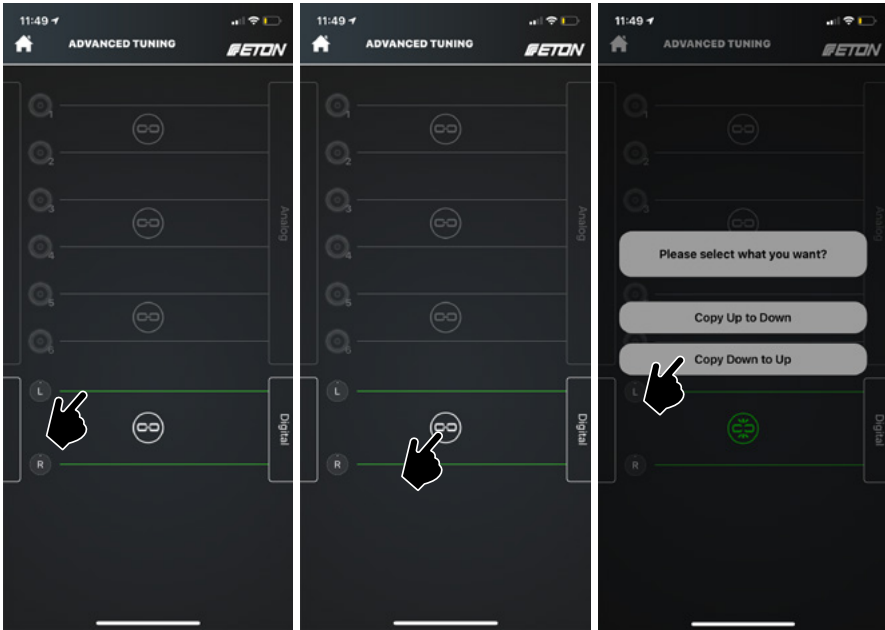 11:49
ADVANCED TUNING
ETON
1
2
3
4
5
6
Analog
L
R
Digital
11:49
ADVANCED TUNING
ETON
1
2
3
4
5
6
Analog
L
R
Digital
11:49
ADVANCED TUNING
ETON
1
2
3
Analog
Please select what you want?
Copy Up to Down
Copy Down to Up
L
R
Digital